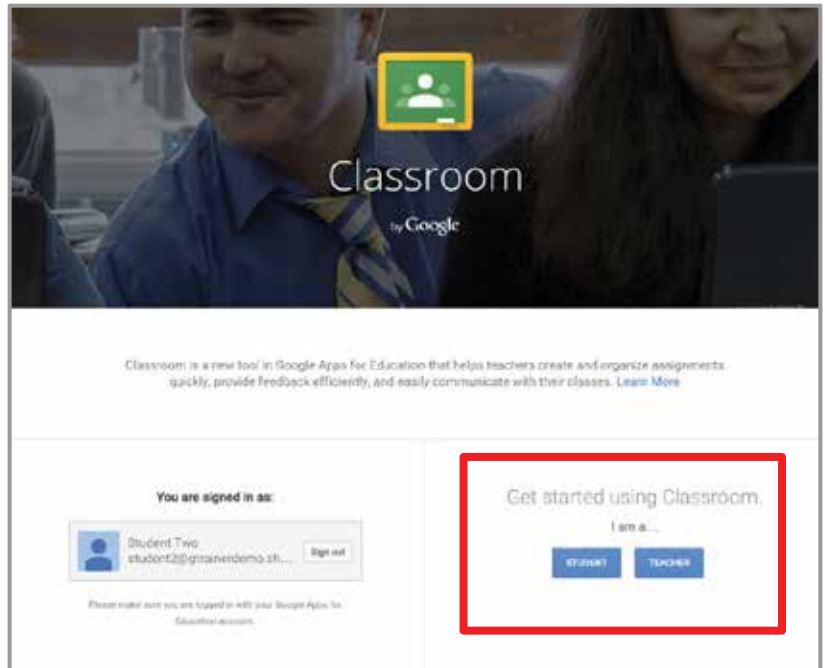 Classroom
by Google
Classroom is a new tool in Google Apps for Education that helps teachers create and organize assignments
quickly, provide feedback efficiently, and easily communicate with their classes. Learn More
You are signed in as:
Student Two
student2@gtrainerdemo.sh...
Sign out
Please make sure you are logged in with your Google Apps for
Education account.
Get started using Classroom.
I am a...
STUDENT
TEACHER